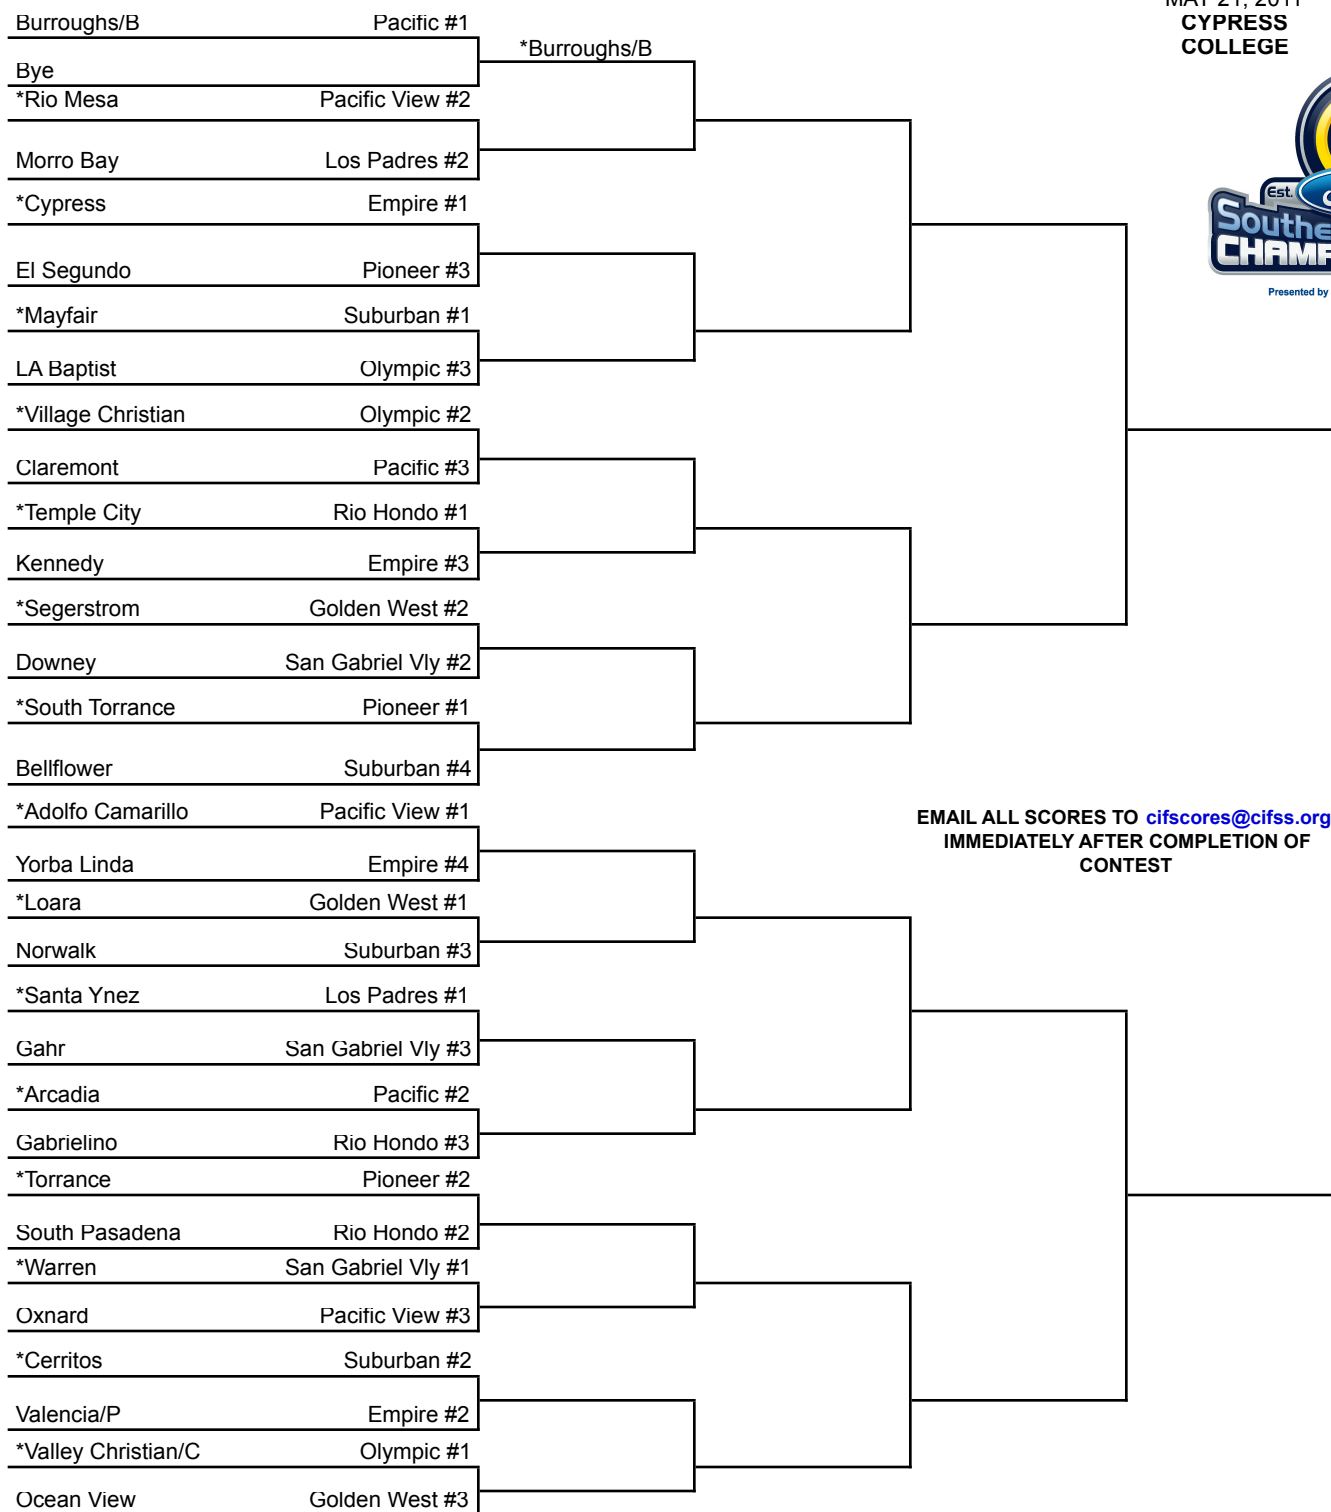 MAY 21, 2011
CYPRESS
COLLEGE
Burroughs/B Pacific #1
*Burroughs/B
Bye
*Rio Mesa Pacific View #2
Morro Bay Los Padres #2
*Cypress Empire #1
El Segundo Pioneer #3
*Mayfair Suburban #1
LA Baptist Olympic #3
*Village Christian Olympic #2
Claremont Pacific #3
*Temple City Rio Hondo #1
Kennedy Empire #3
*Segerstrom Golden West #2
Downey San Gabriel Vly #2
*South Torrance Pioneer #1
Bellflower Suburban #4
*Adolfo Camarillo Pacific View #1
Yorba Linda Empire #4
*Loara Golden West #1
Norwalk Suburban #3
*Santa Ynez Los Padres #1
Gahr San Gabriel Vly #3
*Arcadia Pacific #2
Gabrielino Rio Hondo #3
*Torrance Pioneer #2
South Pasadena Rio Hondo #2
*Warren San Gabriel Vly #1
Oxnard Pacific View #3
*Cerritos Suburban #2
Valencia/P Empire #2
*Valley Christian/C Olympic #1
Ocean View Golden West #3
Est.
Southe
CHAMP
Presented by
EMAIL ALL SCORES TO cifscores@cifss.org
IMMEDIATELY AFTER COMPLETION OF
CONTEST